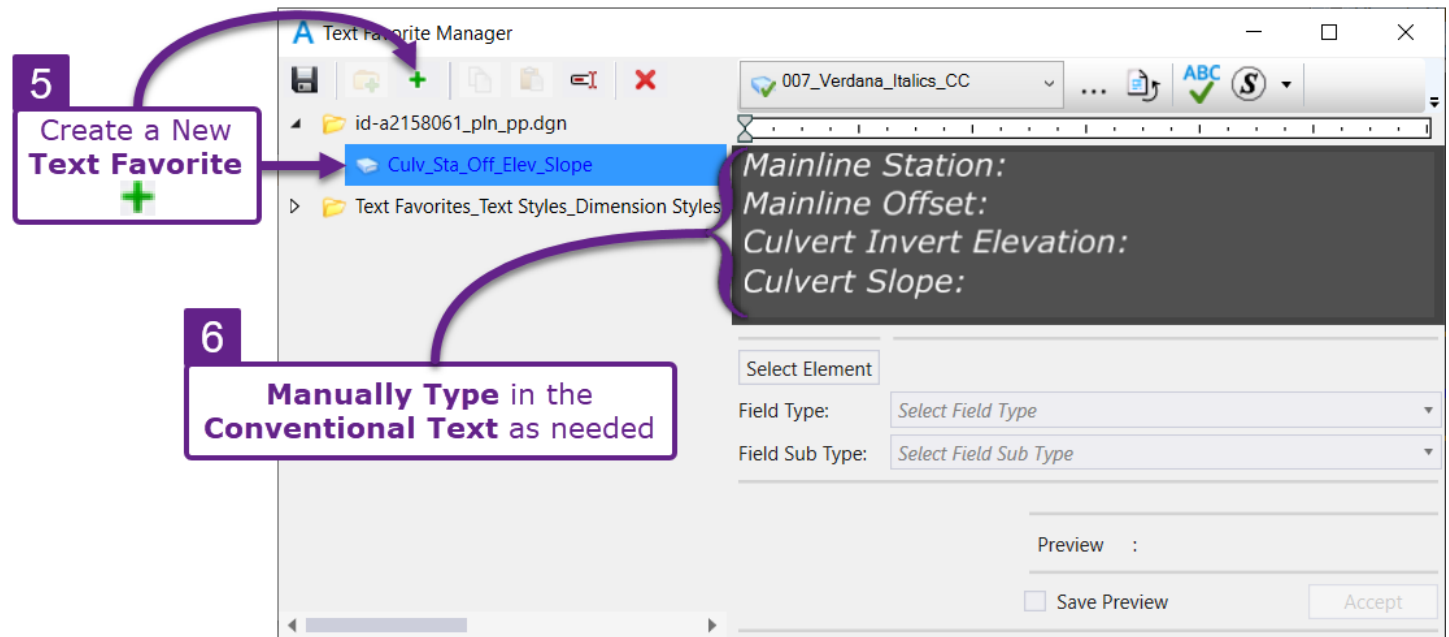 Text Favorite Manager
5
Create a New
Text Favorite
007_Verdana_Italics_CC
...
ABC
S
id-a2158061_pln_pp.dgn
Culv_Sta_Off_Elev_Slope
Text Favorites_Text Styles_Dimension Styles
Mainline Station:
Mainline Offset:
Culvert Invert Elevation:
Culvert Slope:
6
Manually Type in the
Conventional Text as needed
Select Element
Field Type: Select Field Type
Field Sub Type: Select Field Sub Type
Preview :
Save Preview Accept